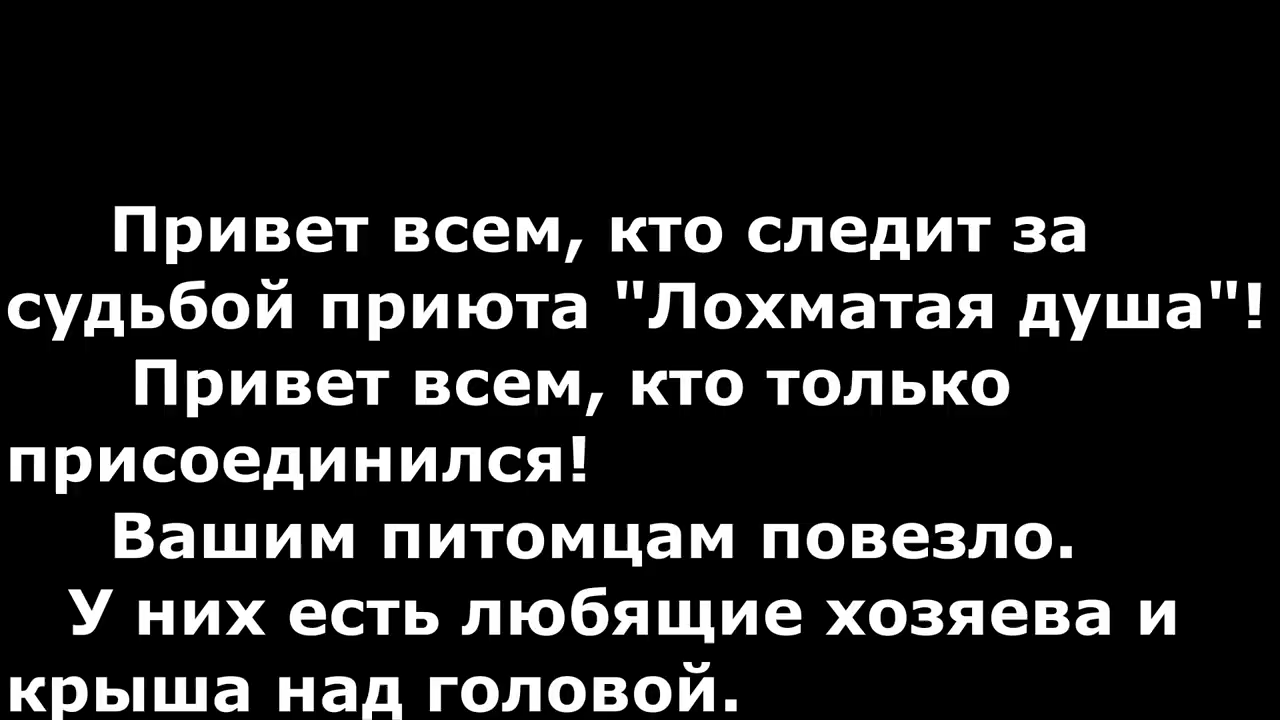 Привет всем, кто следит за
судьбой приюта "Лохматая душа"!
Привет всем, кто только
присоединился!
Вашим питомцам повезло.
У них есть любящие хозяева и
крыша над головой.